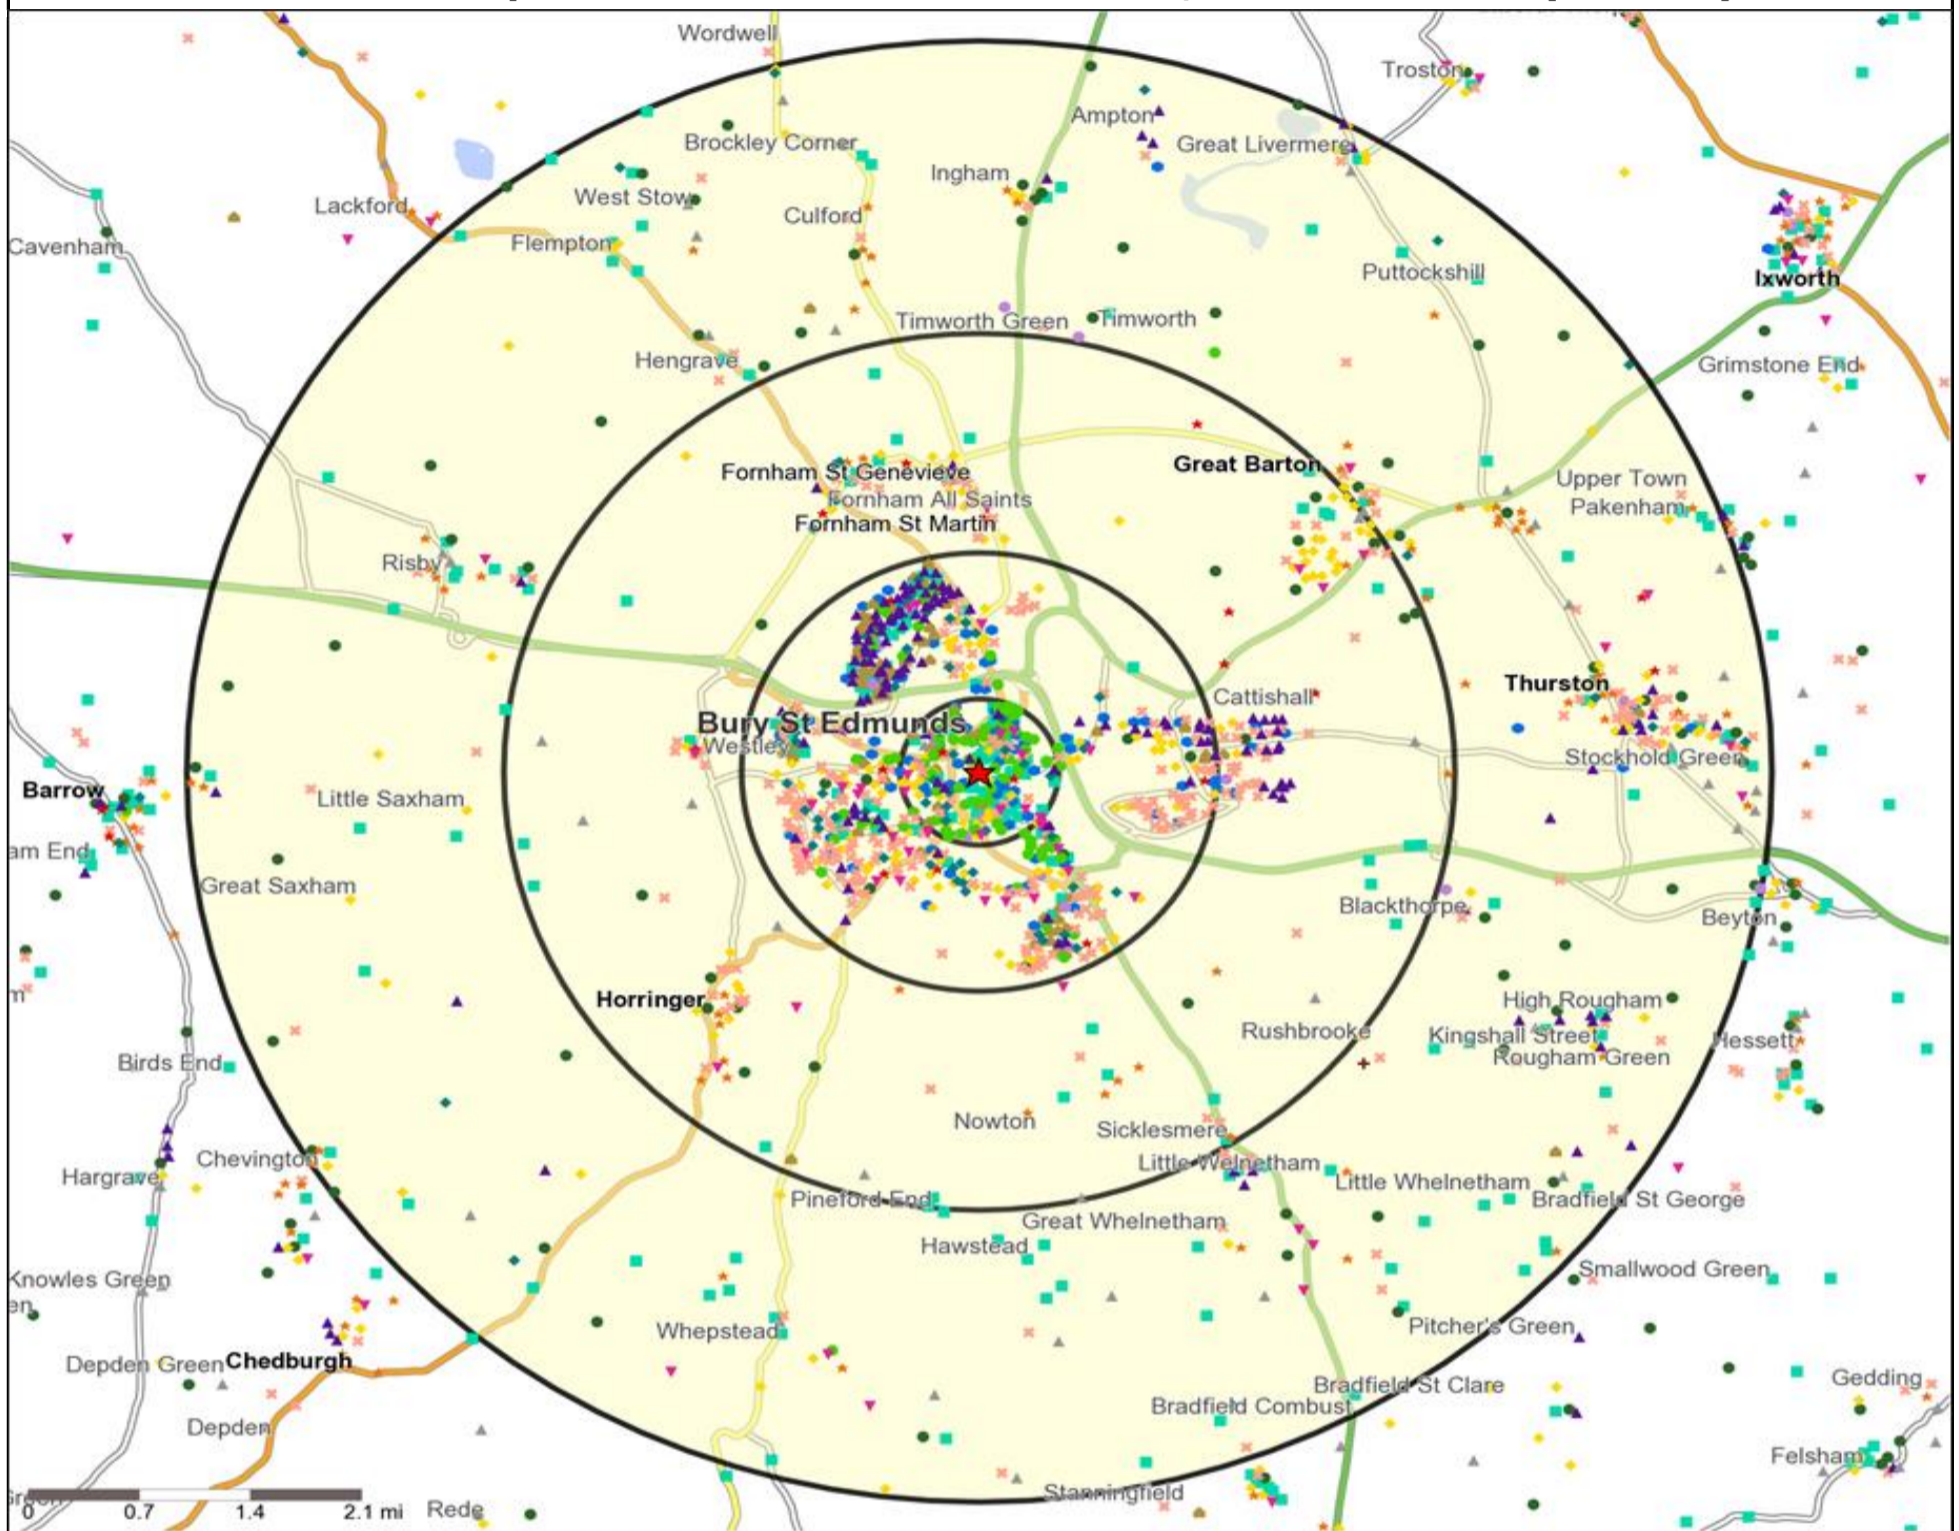 Wordwell
Troston
Ampton
Brockley Corner
Great Livermere
Ingham
West Stow
Lackford
Culford
Cavenham
Flempton
Puttockshill
Ixworth
Timworth Green
Timworth
Hengrave
Grimstone End
Great Barton
Fornham St Genevieve
Upper Town
Fornham All Saints
Pakenham
Fornham St Martin
Risby
Thurston
Cattishall
Bury St Edmunds
Westley
Stockhold Green
Barrow
Little Saxham
am End
Great Saxham
Blackthorpe
Beyton
Horringer
High Rougham
Rushbrooke
Kingshall Street
Hessett
Rougham Green
Birds End
Nowton
Sicklesmere
Chevington
Little Welnetham
Hargrave
Little Whelnetham
Pineford End
Bradfield St George
Great Whelnetham
Hawstead
Smallwood Green
Knowles Green
en
Pitcher's Green
Whepstead
Depden Green
Chedburgh
Gedding
Bradfield St Clare
Bradfield Combust
Depden
Felsham
Stanningfield
Rede
0 0.7 1.4 2.1 mi